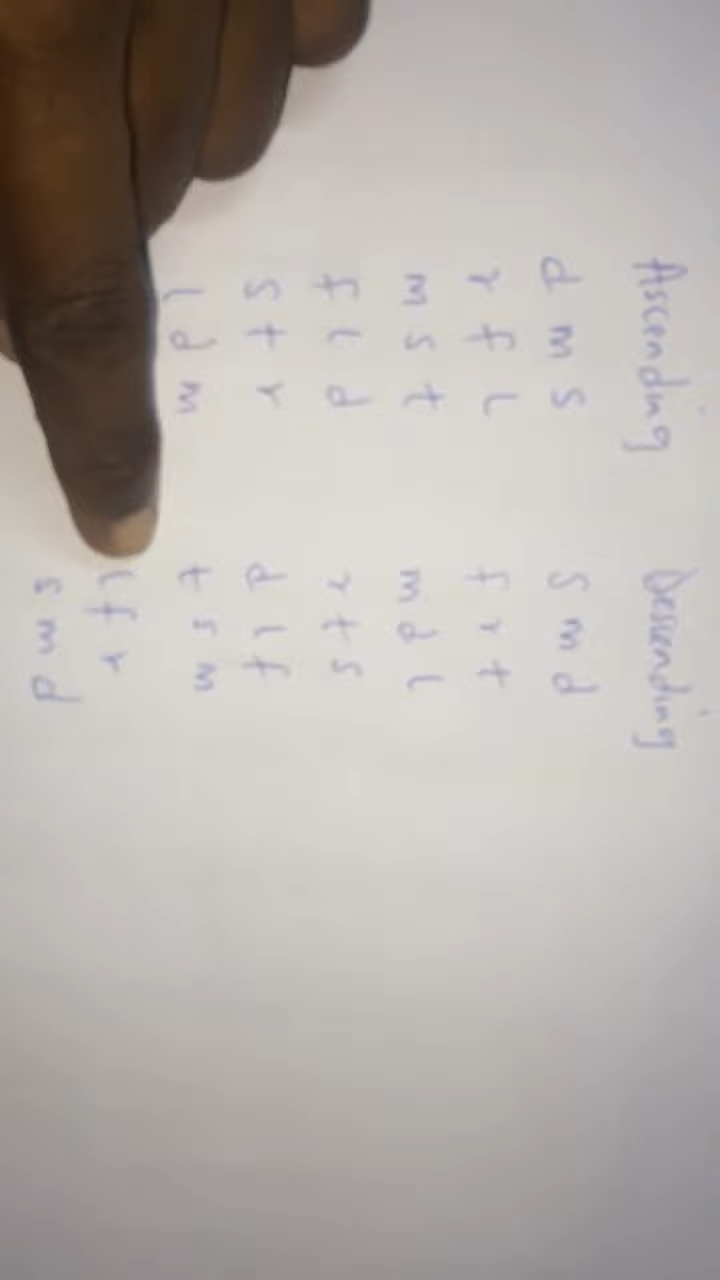 Ascending Descending
d m s s m d
r f l f r t
m s t m d l
f l d r t s
s t r d l f
l d m t s m
l f r
s m d